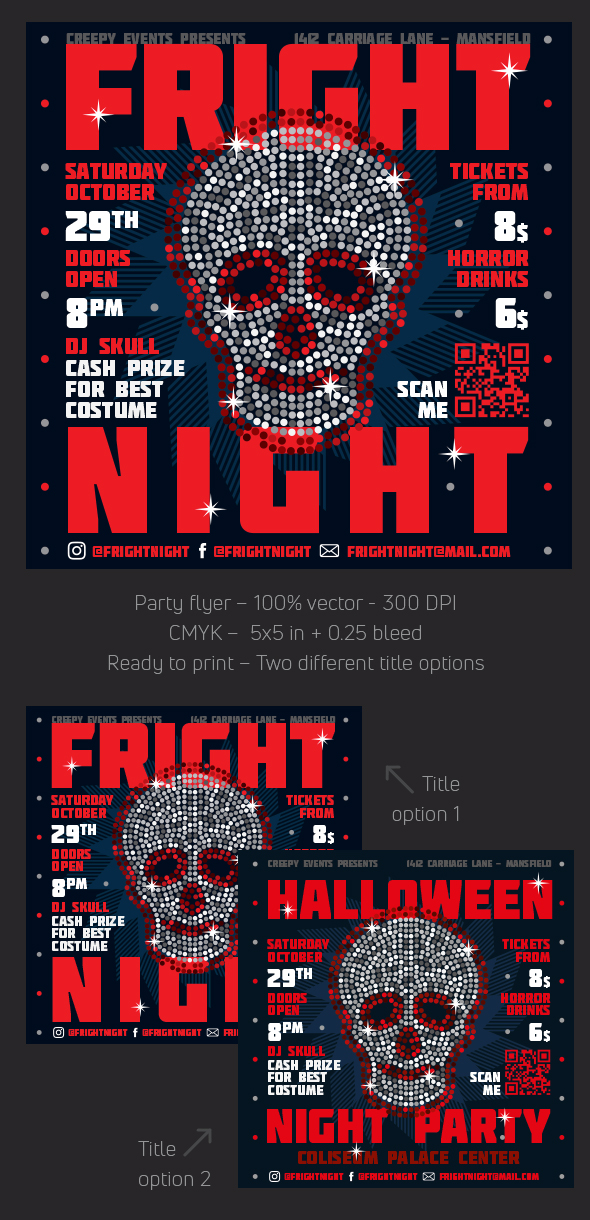 CREEPY EVENTS PRESENTS 1412 CARRIAGE LANE – MANSFIELD
FRIGHT
SATURDAY
OCTOBER
29TH
DOORS
OPEN
8PM
DJ SKULL
CASH PRIZE
FOR BEST
COSTUME
TICKETS
FROM
8$
HORROR
DRINKS
6$
SCAN
ME
NIGHT
@FRIGHTNIGHT @FRIGHTNIGHT FRIGHTNIGHT@MAIL.COM
Party flyer – 100% vector - 300 DPI
CMYK – 5x5 in + 0.25 bleed
Ready to print – Two different title options
CREEPY EVENTS PRESENTS 1412 CARRIAGE LANE – MANSFIELD
FRIGHT
SATURDAY
OCTOBER
29TH
DOORS
OPEN
8PM
DJ SKULL
CASH PRIZE
FOR BEST
COSTUME
TICKETS
FROM
8$
NIG
@FRIGHTNIGHT @FRIGHTNIGHT FRI
Title
option 1
CREEPY EVENTS PRESENTS 1412 CARRIAGE LANE – MANSFIELD
HALLOWEEN
SATURDAY
OCTOBER
29TH
DOORS
OPEN
8PM
DJ SKULL
CASH PRIZE
FOR BEST
COSTUME
TICKETS
FROM
8$
HORROR
DRINKS
6$
SCAN
ME
NIGHT PARTY
COLISEUM PALACE CENTER
@FRIGHTNIGHT @FRIGHTNIGHT FRIGHTNIGHT@MAIL.COM
Title
option 2